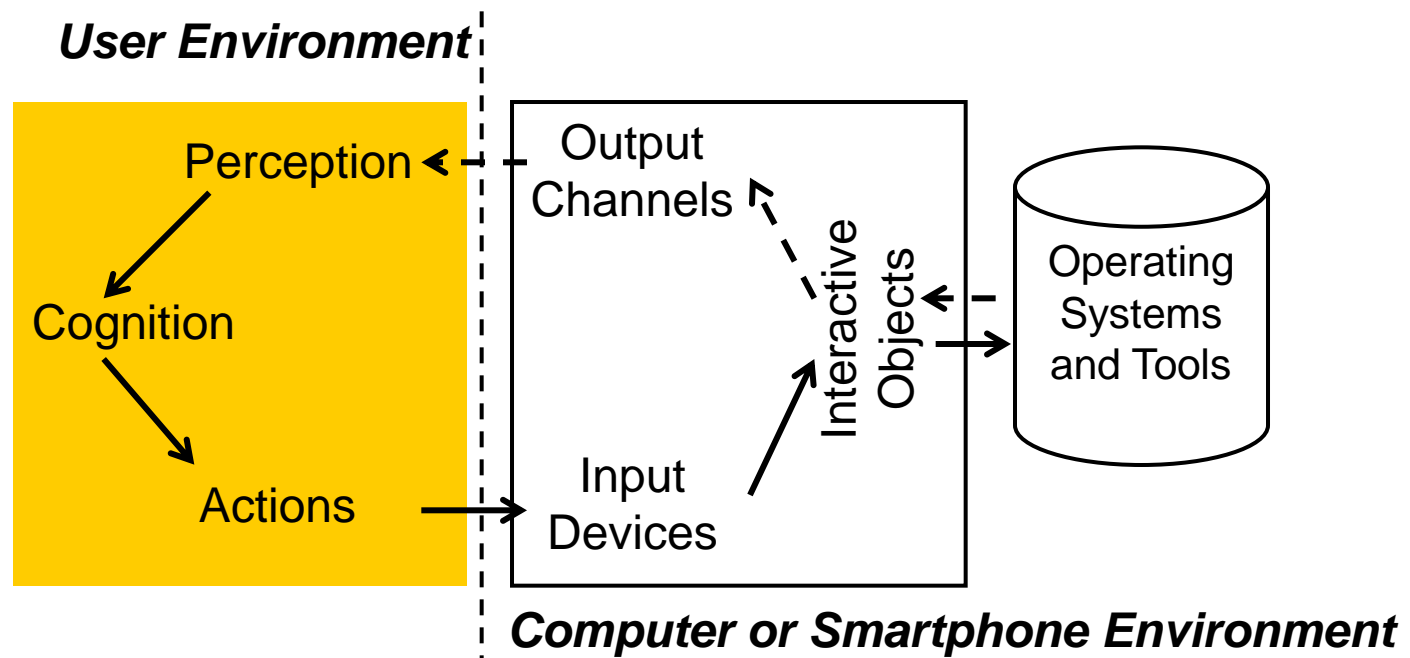 User Environment
Perception
Cognition
Actions
Output
Channels
Interactive
Objects
Input
Devices
Operating
Systems
and Tools
Computer or Smartphone Environment